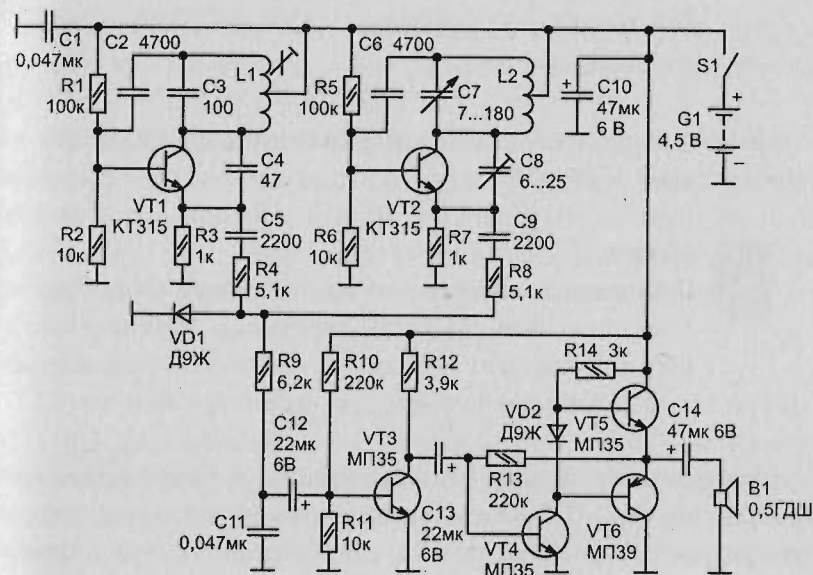 C1
0,047мк
C2 4700
R1
100к
C3
100
L1
C4
47
VT1
КТ315
R2
10к
R3
1к
C5
2200
R4
5,1к
VD1
Д9Ж
C6 4700
R5
100к
C7
7...180
L2
C8
6...25
VT2
КТ315
R6
10к
R7
1к
C9
2200
R8
5,1к
C10
47мк
6 В
S1
+
G1
4,5 В
–
R9
6,2к
R10
220к
R12
3,9к
C12
22мк
6В
+
C11
0,047мк
R11
10к
VT3
МП35
C13
22мк
6В
+
R14 3к
VD2
Д9Ж
VT5
МП35
R13
220к
VT4
МП35
VT6
МП39
C14
47мк 6В
+
B1
0,5ГДШ